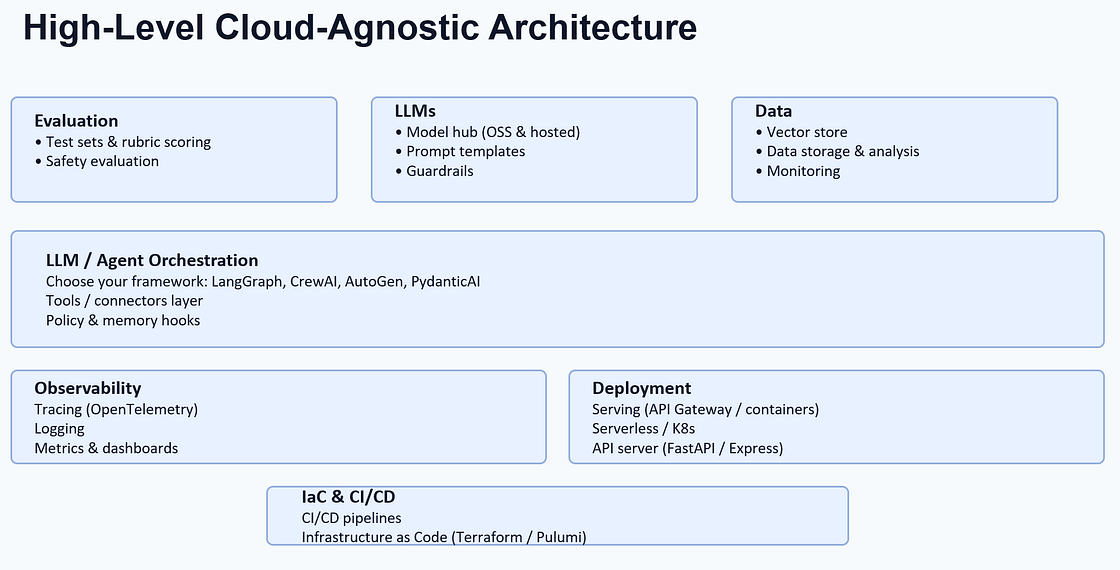 High-Level Cloud-Agnostic Architecture
Evaluation
• Test sets & rubric scoring
• Safety evaluation
LLMs
• Model hub (OSS & hosted)
• Prompt templates
• Guardrails
Data
• Vector store
• Data storage & analysis
• Monitoring
LLM / Agent Orchestration
Choose your framework: LangGraph, CrewAI, AutoGen, PydanticAI
Tools / connectors layer
Policy & memory hooks
Observability
Tracing (OpenTelemetry)
Logging
Metrics & dashboards
Deployment
Serving (API Gateway / containers)
Serverless / K8s
API server (FastAPI / Express)
IaC & CI/CD
CI/CD pipelines
Infrastructure as Code (Terraform / Pulumi)